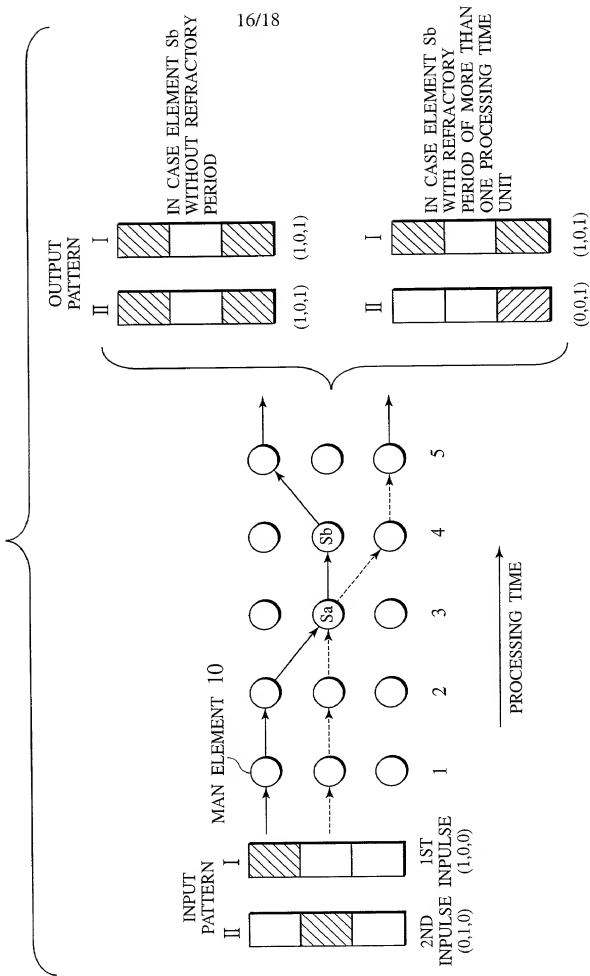 16/18
OUTPUT
PATTERN
II
I
IN CASE ELEMENT Sb
WITHOUT REFRACTORY
PERIOD
(1,0,1)
(1,0,1)
II
I
IN CASE ELEMENT Sb
WITH REFRACTORY
PERIOD OF MORE THAN
ONE PROCESSING TIME
UNIT
(0,0,1)
(1,0,1)
MAN ELEMENT 10
Sa
Sb
1
2
3
4
5
PROCESSING TIME
INPUT
PATTERN
II
I
2ND
INPULSE
(0,1,0)
1ST
INPULSE
(1,0,0)